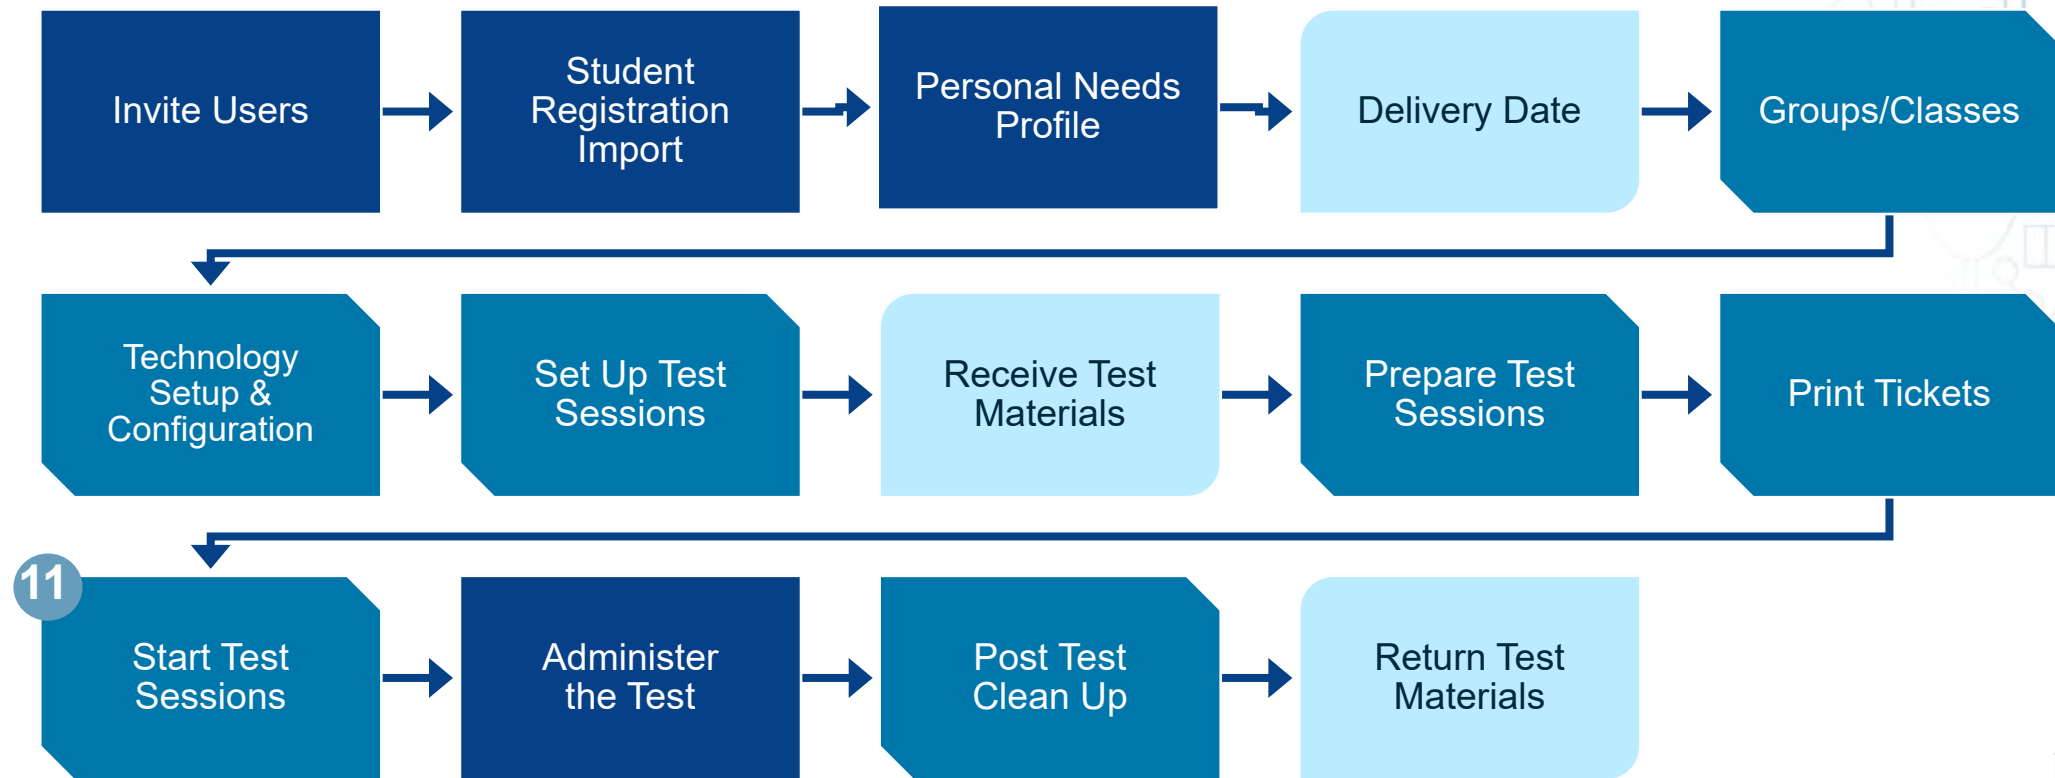 Invite Users
Student
Registration
Import
Personal Needs
Profile
Delivery Date
Groups/Classes
Technology
Setup &
Configuration
Set Up Test
Sessions
Receive Test
Materials
Prepare Test
Sessions
Print Tickets
11
Start Test
Sessions
Administer
the Test
Post Test
Clean Up
Return Test
Materials